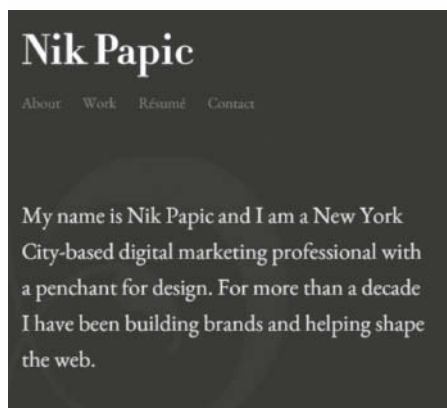 Nik Papic
About Work Résumé Contact
My name is Nik Papic and I am a New York
City-based digital marketing professional with
a penchant for design. For more than a decade
I have been building brands and helping shape
the web.